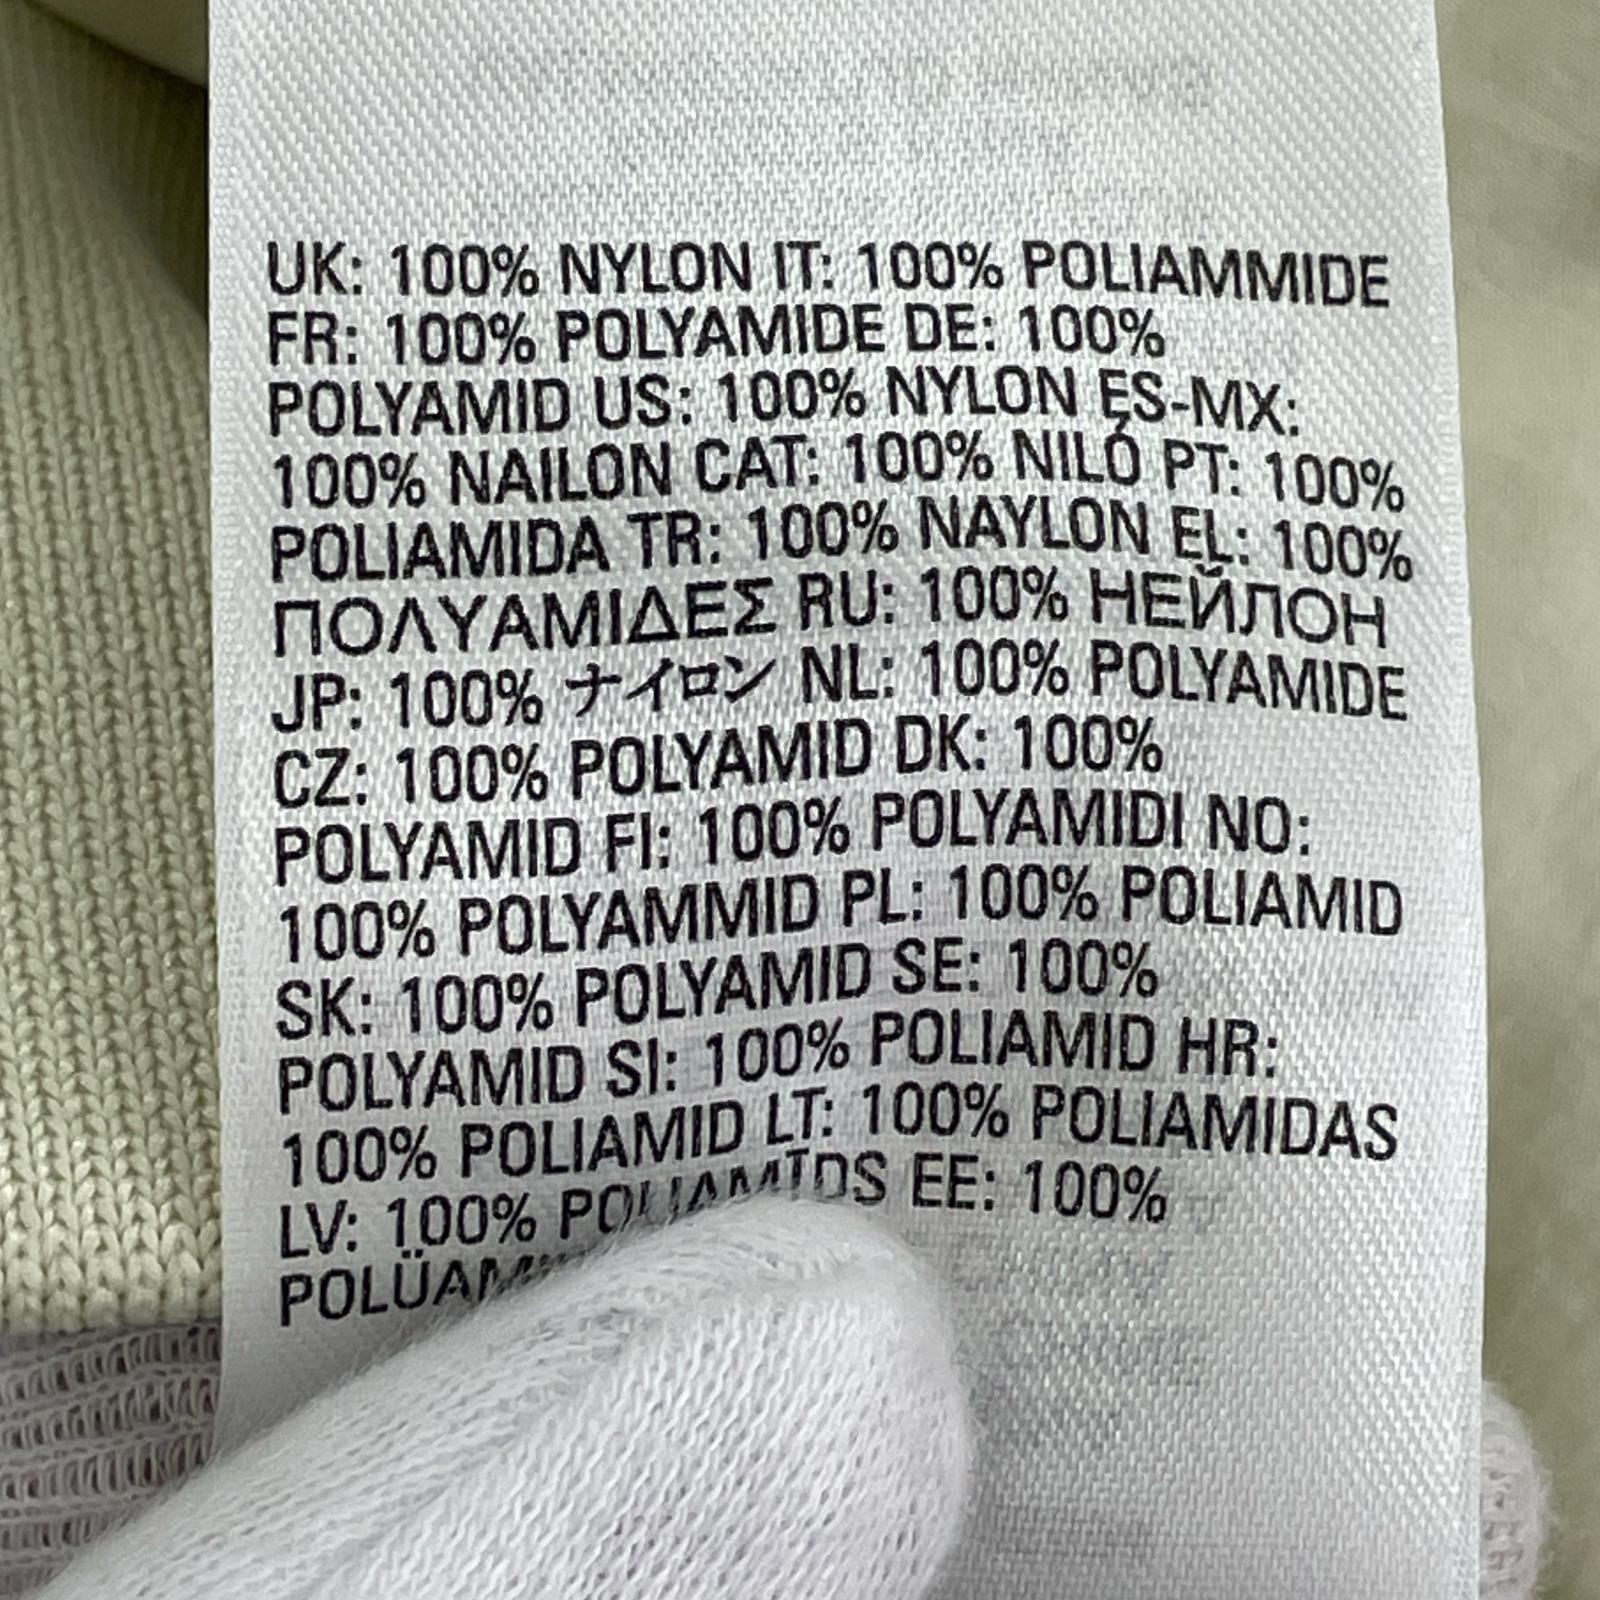 UK: 100% NYLON IT: 100% POLIAMMIDE
FR: 100% POLYAMIDE DE: 100%
POLYAMID US: 100% NYLON ES-MX:
100% NAILON CAT: 100% NILÓ PT: 100%
POLIAMIDA TR: 100% NAYLON EL: 100%
ΠΟΛΥΑΜΙΔΕΣ RU: 100% НЕЙЛОН
JP: 100% ナイロン NL: 100% POLYAMIDE
CZ: 100% POLYAMID DK: 100%
POLYAMID FI: 100% POLYAMIDI NO:
100% POLYAMMID PL: 100% POLIAMID
SK: 100% POLYAMID SE: 100%
POLYAMID SI: 100% POLIAMID HR:
100% POLIAMID LT: 100% POLIAMIDAS
LV: 100% POLIAMIDS EE: 100%